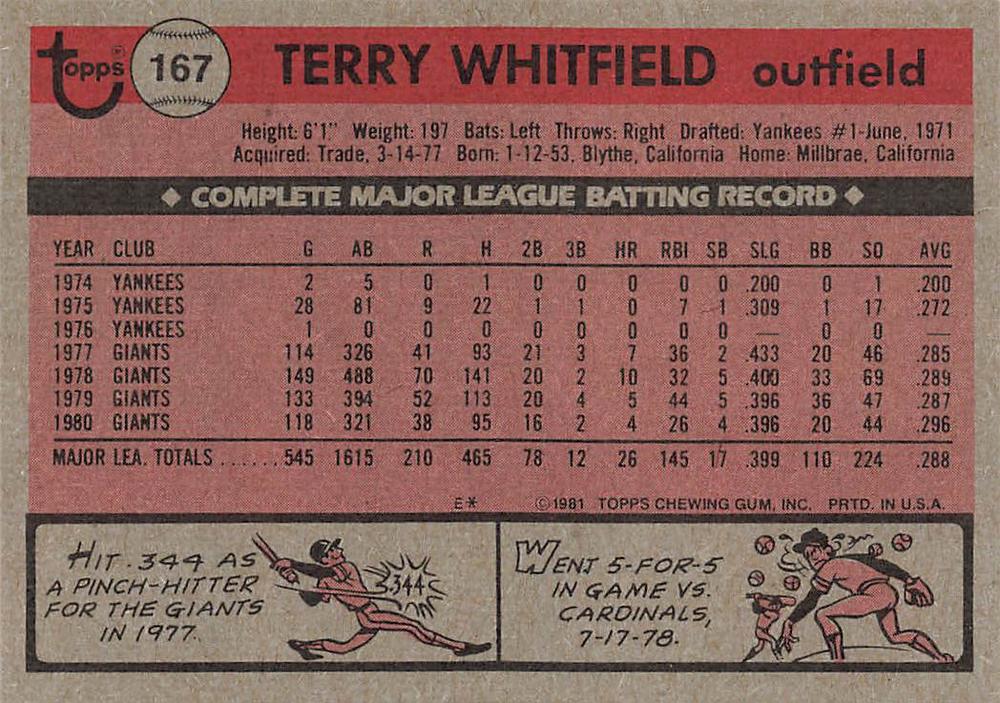 Topps® 167 TERRY WHITFIELD outfield
Height: 6'1" Weight: 197 Bats: Left Throws: Right Drafted: Yankees #1-June, 1971
Acquired: Trade, 3-14-77 Born: 1-12-53, Blythe, California Home: Millbrae, California
◆ COMPLETE MAJOR LEAGUE BATTING RECORD ◆
YEAR CLUB G AB R H 2B 3B HR RBI SB SLG BB SO AVG
1974 YANKEES 2 5 0 1 0 0 0 0 0 .200 0 1 .200
1975 YANKEES 28 81 9 22 1 1 0 7 1 .309 1 17 .272
1976 YANKEES 1 0 0 0 0 0 0 0 0 — 0 0 —
1977 GIANTS 114 326 41 93 21 3 7 36 2 .433 20 46 .285
1978 GIANTS 149 488 70 141 20 2 10 32 5 .400 33 69 .289
1979 GIANTS 133 394 52 113 20 4 5 44 5 .396 36 47 .287
1980 GIANTS 118 321 38 95 16 2 4 26 4 .396 20 44 .296
MAJOR LEA. TOTALS ......545 1615 210 465 78 12 26 145 17 .399 110 224 .288
E* ©1981 TOPPS CHEWING GUM, INC. PRTD. IN U.S.A.
HIT .344 AS
A PINCH-HITTER
FOR THE GIANTS
IN 1977.
.344
WENT 5-FOR-5
IN GAME VS.
CARDINALS,
7-17-78.